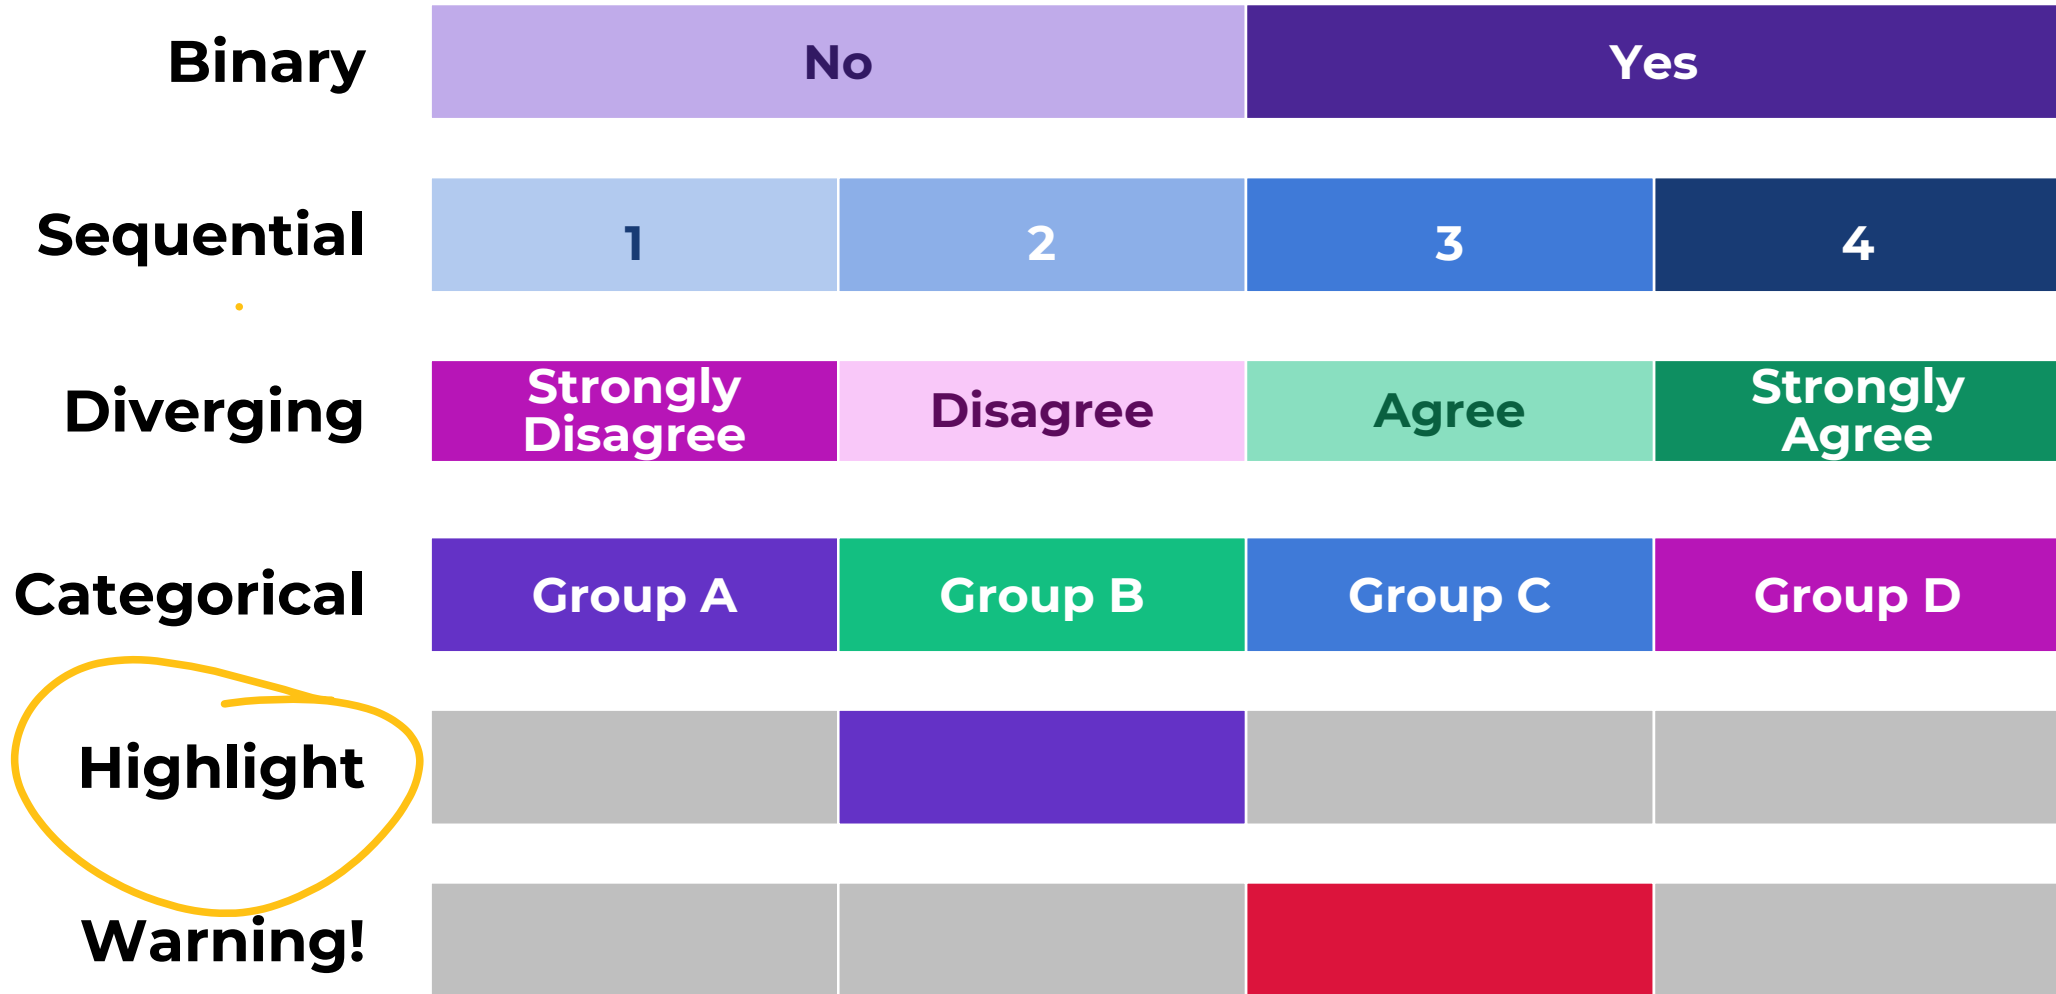 Binary No Yes
Sequential 1 2 3 4
Diverging Strongly Disagree Disagree Agree Strongly Agree
Categorical Group A Group B Group C Group D
Highlight
Warning!